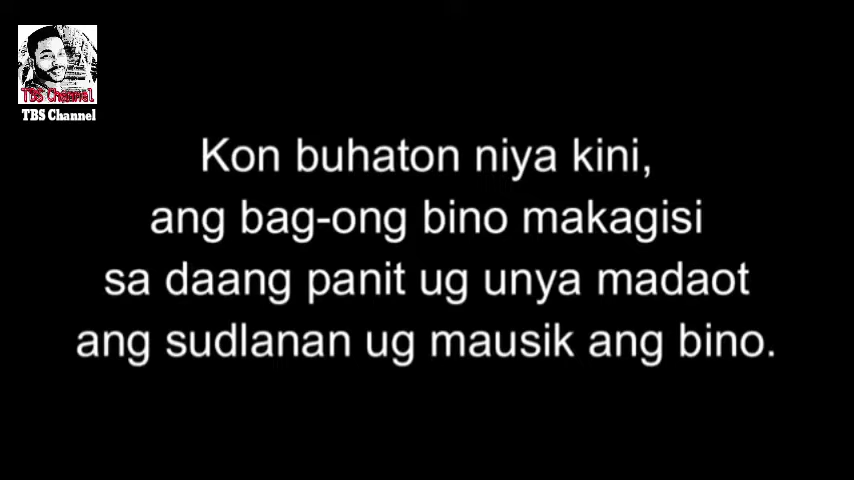 TBS Channel
TBS Channel
Kon buhaton niya kini,
ang bag-ong bino makagisi
sa daang panit ug unya madaot
ang sudlanan ug mausik ang bino.